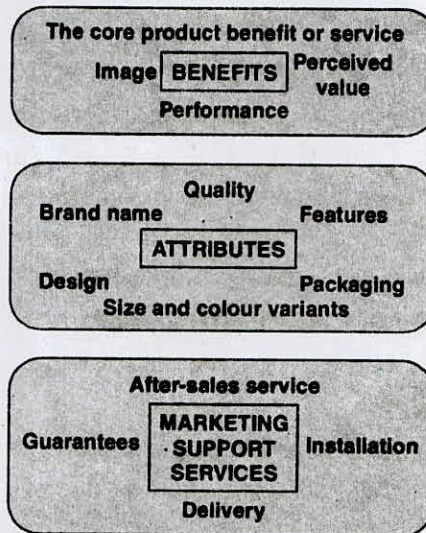 The core product benefit or service
Image BENEFITS Perceived value
Performance
Quality
Brand name Features
ATTRIBUTES
Design Packaging
Size and colour variants
After-sales service
Guarantees MARKETING SUPPORT SERVICES Installation
Delivery